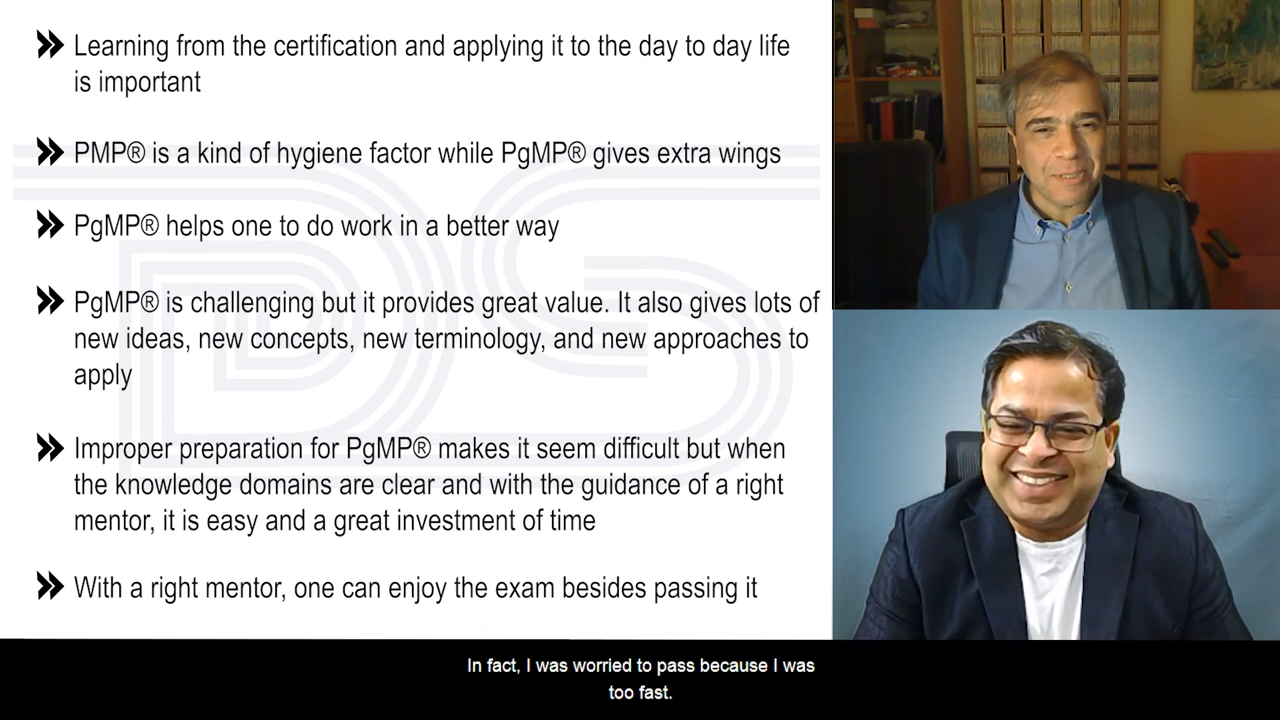 Learning from the certification and applying it to the day to day life
is important
PMP® is a kind of hygiene factor while PgMP® gives extra wings
PgMP® helps one to do work in a better way
PgMP® is challenging but it provides great value. It also gives lots of
new ideas, new concepts, new terminology, and new approaches to
apply
Improper preparation for PgMP® makes it seem difficult but when
the knowledge domains are clear and with the guidance of a right
mentor, it is easy and a great investment of time
With a right mentor, one can enjoy the exam besides passing it
In fact, I was worried to pass because I was
too fast.